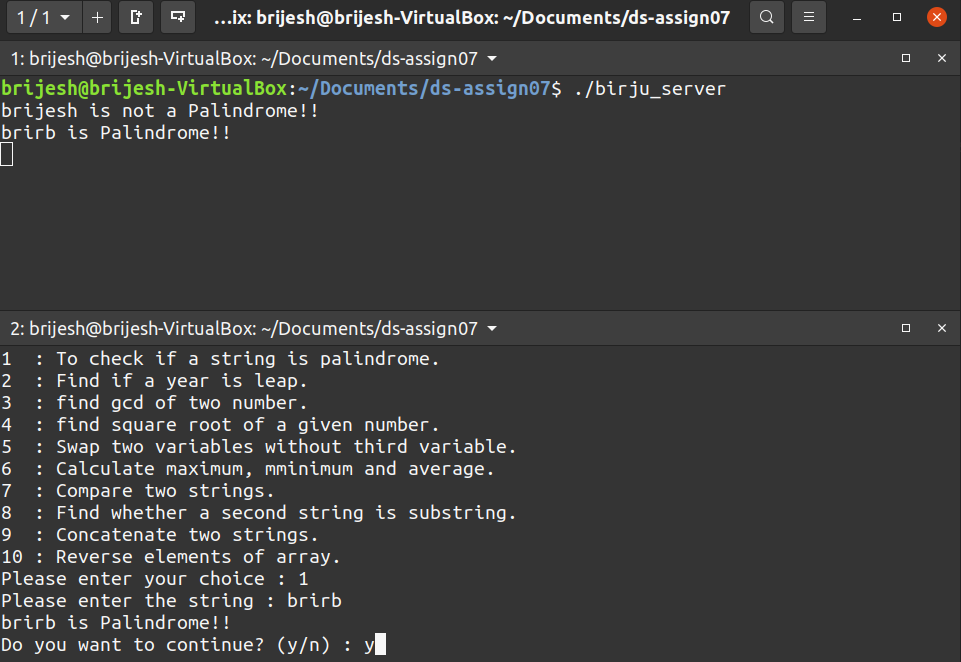 1 / 1
...ix: brijesh@brijesh-VirtualBox: ~/Documents/ds-assign07
1: brijesh@brijesh-VirtualBox: ~/Documents/ds-assign07
brijesh@brijesh-VirtualBox:~/Documents/ds-assign07$ ./birju_server
brijesh is not a Palindrome!!
brirb is Palindrome!!
2: brijesh@brijesh-VirtualBox: ~/Documents/ds-assign07
1  : To check if a string is palindrome.
2  : Find if a year is leap.
3  : find gcd of two number.
4  : find square root of a given number.
5  : Swap two variables without third variable.
6  : Calculate maximum, mminimum and average.
7  : Compare two strings.
8  : Find whether a second string is substring.
9  : Concatenate two strings.
10 : Reverse elements of array.
Please enter your choice : 1
Please enter the string : brirb
brirb is Palindrome!!
Do you want to continue? (y/n) : y